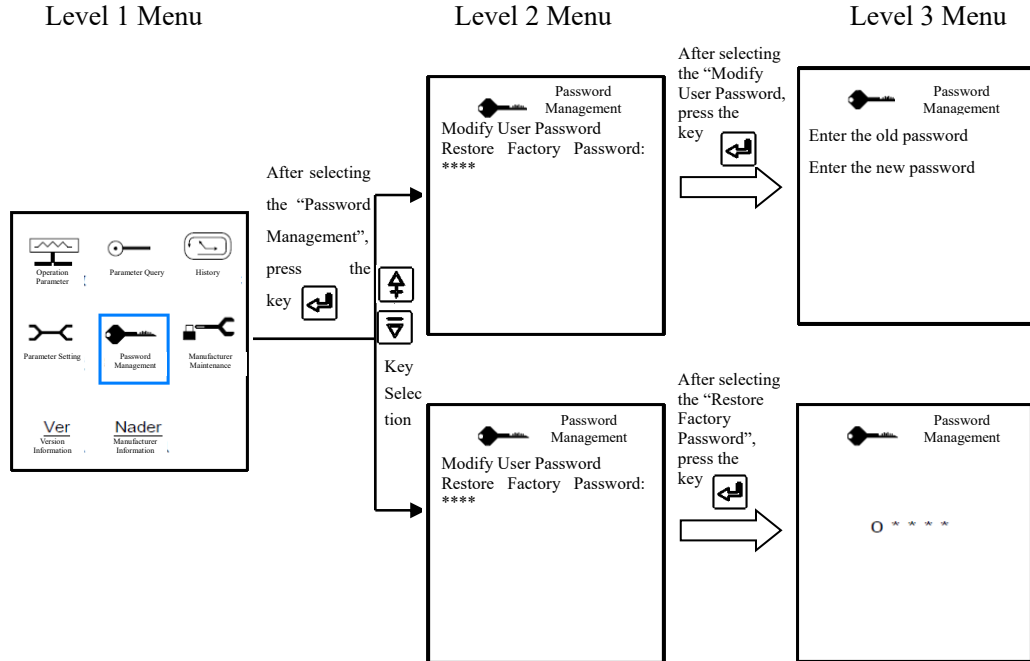 Level 1 Menu
Level 2 Menu
Level 3 Menu
Operation
Parameter
Parameter Query
History
Parameter Setting
Password
Management
Manufacturer
Maintenance
Ver
Version
Information
Nader
Manufacturer
Information
After selecting
the “Password
Management”,
press the
key
Key
Selec
tion
Password
Management
Modify User Password
Restore Factory Password:
****
After selecting
the “Modify
User Password,
press the
key
Password
Management
Enter the old password
Enter the new password
Password
Management
Modify User Password
Restore Factory Password:
****
After selecting
the “Restore
Factory
Password”,
press the
key
Password
Management
O * * * *